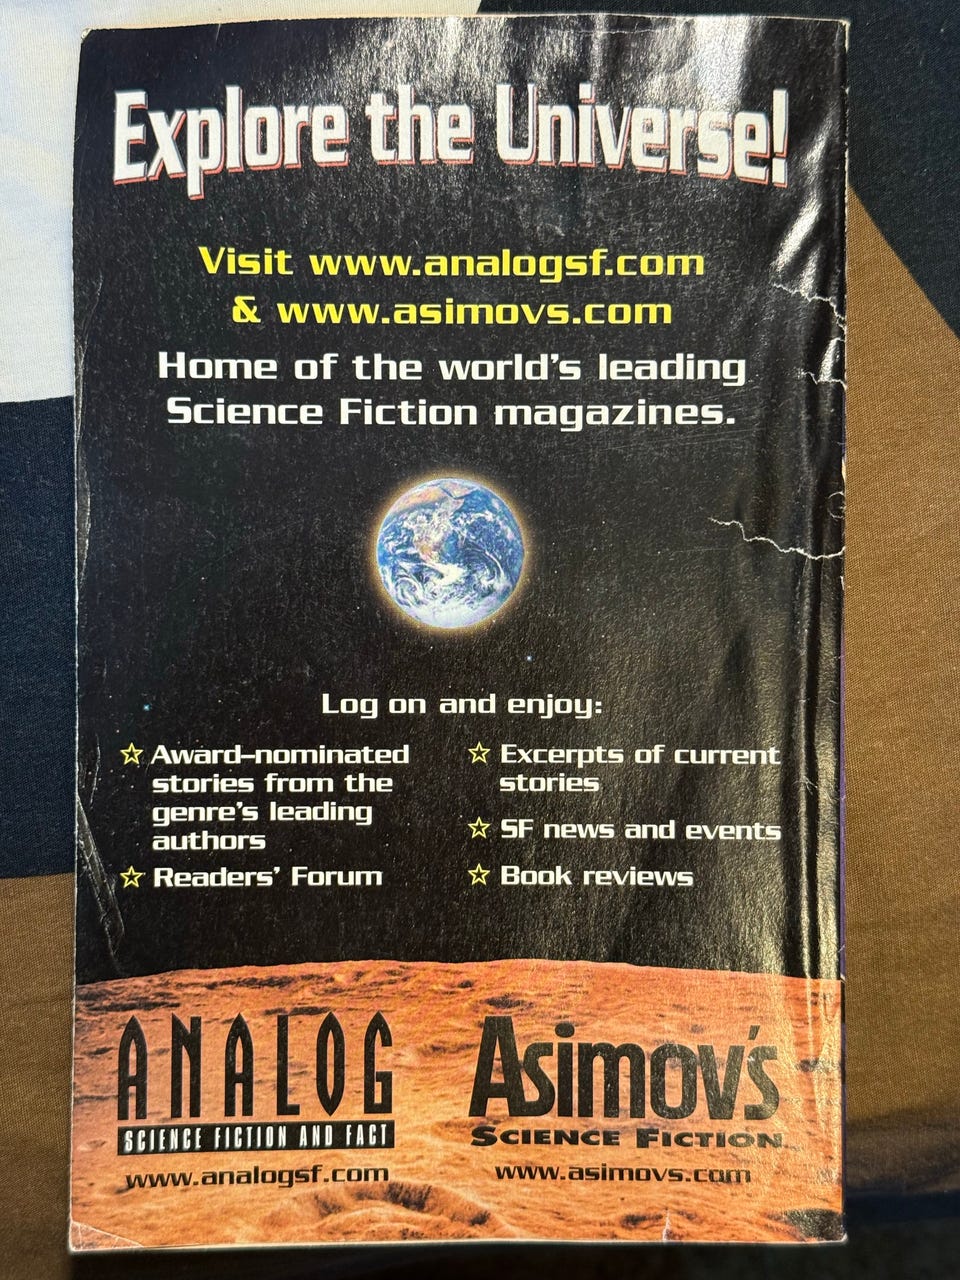 Explore the Universe!
Visit www.analogsf.com
& www.asimovs.com
Home of the world's leading
Science Fiction magazines.
Log on and enjoy:
Award-nominated
stories from the
genre's leading
authors
Readers' Forum
Excerpts of current
stories
SF news and events
Book reviews
ANALOG
SCIENCE FICTION AND FACT
www.analogsf.com
Asimov's
SCIENCE FICTION
www.asimovs.com